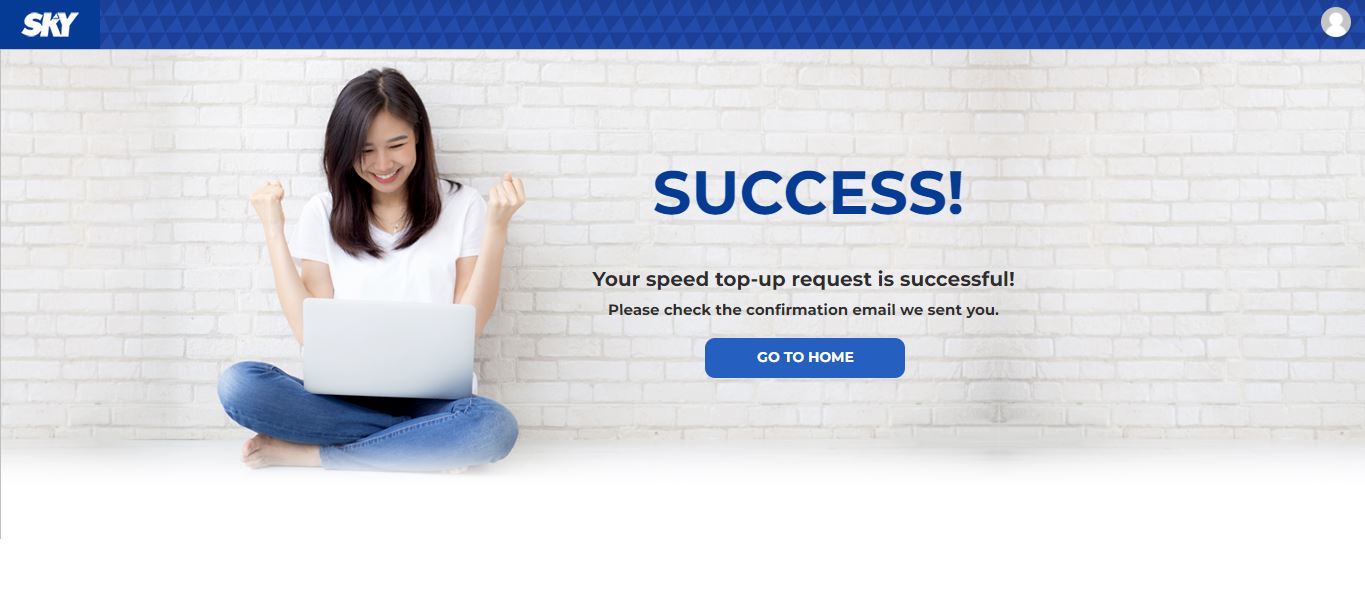 SKY
SUCCESS!
Your speed top-up request is successful!
Please check the confirmation email we sent you.
GO TO HOME